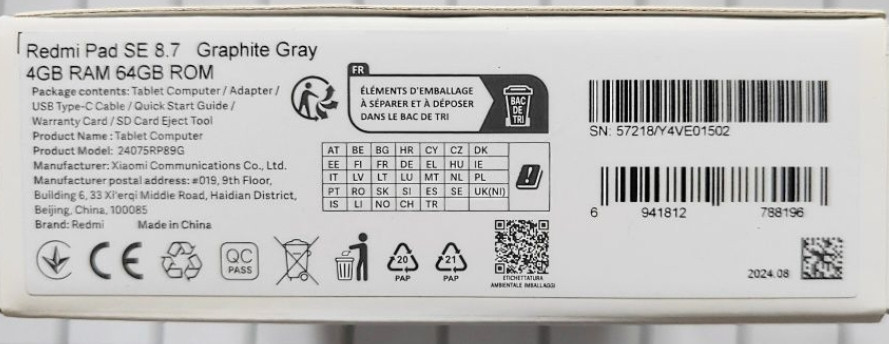 Redmi Pad SE 8.7 Graphite Gray
4GB RAM 64GB ROM
Package contents: Tablet Computer / Adapter /
USB Type-C Cable / Quick Start Guide /
Warranty Card / SD Card Eject Tool
Product Name : Tablet Computer
Product Model: 24075RP89G
Manufacturer: Xiaomi Communications Co., Ltd.
Manufacturer postal address: #019, 9th Floor,
Building 6, 33 Xi'erqi Middle Road, Haidian District,
Beijing, China, 100085
Brand: Redmi Made in China
CE
QC
PASS
FR
ÉLÉMENTS D'EMBALLAGE
À SÉPARER ET À DÉPOSER
DANS LE BAC DE TRI
BAC
DE
TRI
AT BE BG HR CY CZ DK
EE FI FR DE EL HU IE
IT LV LT LU MT NL PL
PT RO SK SI ES SE UK(NI)
IS LI NO CH TR
20
PAP
21
PAP
ETICHETTATURA
AMBIENTALE IMBALLAGGI
SN: 57218/Y4VE01502
6 941812 788196
2024.08